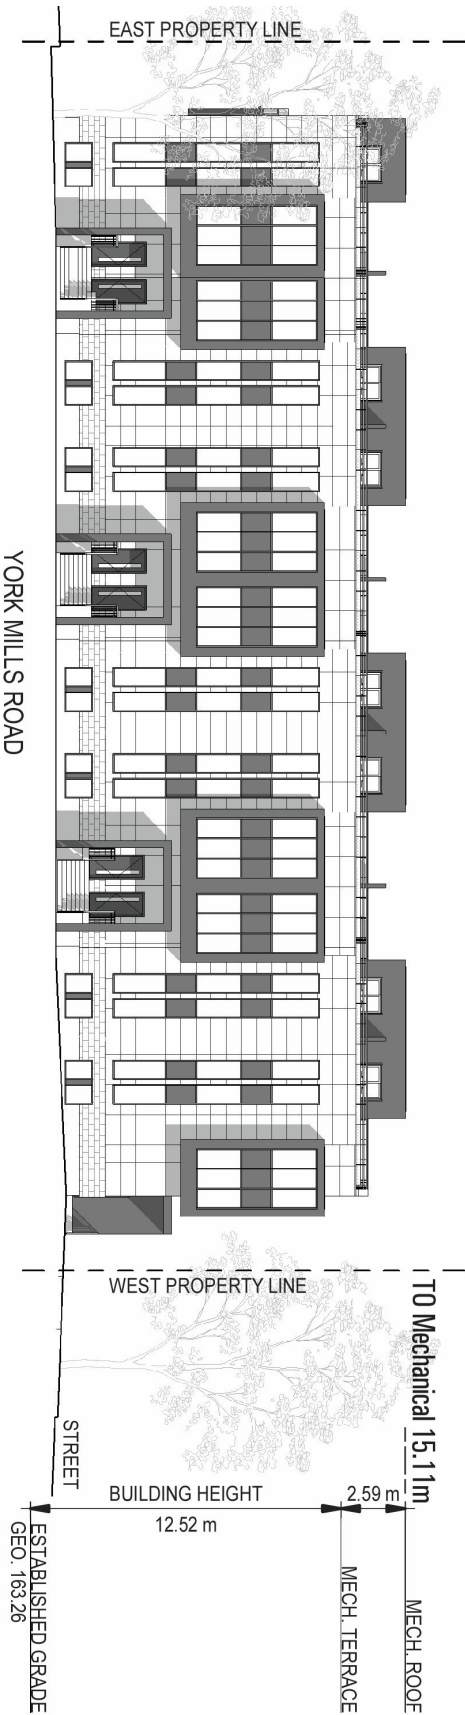 EAST PROPERTY LINE
YORK MILLS ROAD
WEST PROPERTY LINE
TO Mechanical 15.11m
STREET
BUILDING HEIGHT
12.52 m
2.59 m
MECH. ROOF
MECH. TERRACE
ESTABLISHED GRADE
GEO. 163.26